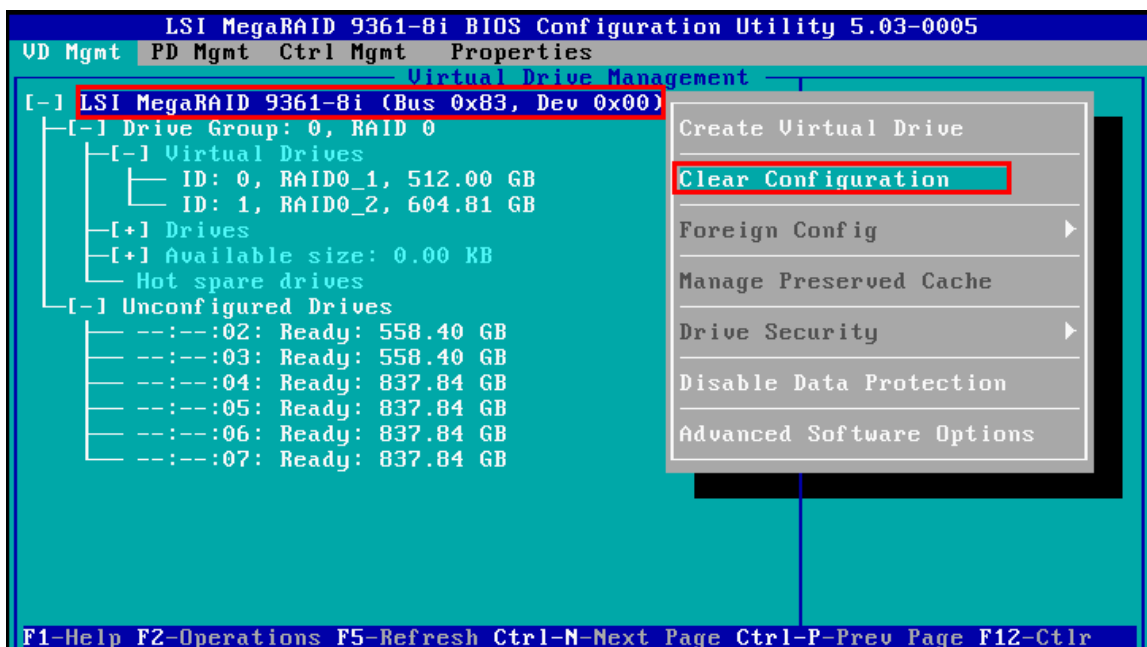 LSI MegaRAID 9361-8i BIOS Configuration Utility 5.03-0005
VD Mgmt PD Mgmt Ctrl Mgmt Properties
Virtual Drive Management
[-] LSI MegaRAID 9361-8i (Bus 0x83, Dev 0x00)
[-] Drive Group: 0, RAID 0
[-] Virtual Drives
ID: 0, RAID0_1, 512.00 GB
ID: 1, RAID0_2, 604.81 GB
[+] Drives
[+] Available size: 0.00 KB
Hot spare drives
[-] Unconfigured Drives
--:--:02: Ready: 558.40 GB
--:--:03: Ready: 558.40 GB
--:--:04: Ready: 837.84 GB
--:--:05: Ready: 837.84 GB
--:--:06: Ready: 837.84 GB
--:--:07: Ready: 837.84 GB
Create Virtual Drive
Clear Configuration
Foreign Config
Manage Preserved Cache
Drive Security
Disable Data Protection
Advanced Software Options
F1-Help F2-Operations F5-Refresh Ctrl-N-Next Page Ctrl-P-Prev Page F12-Ctlr